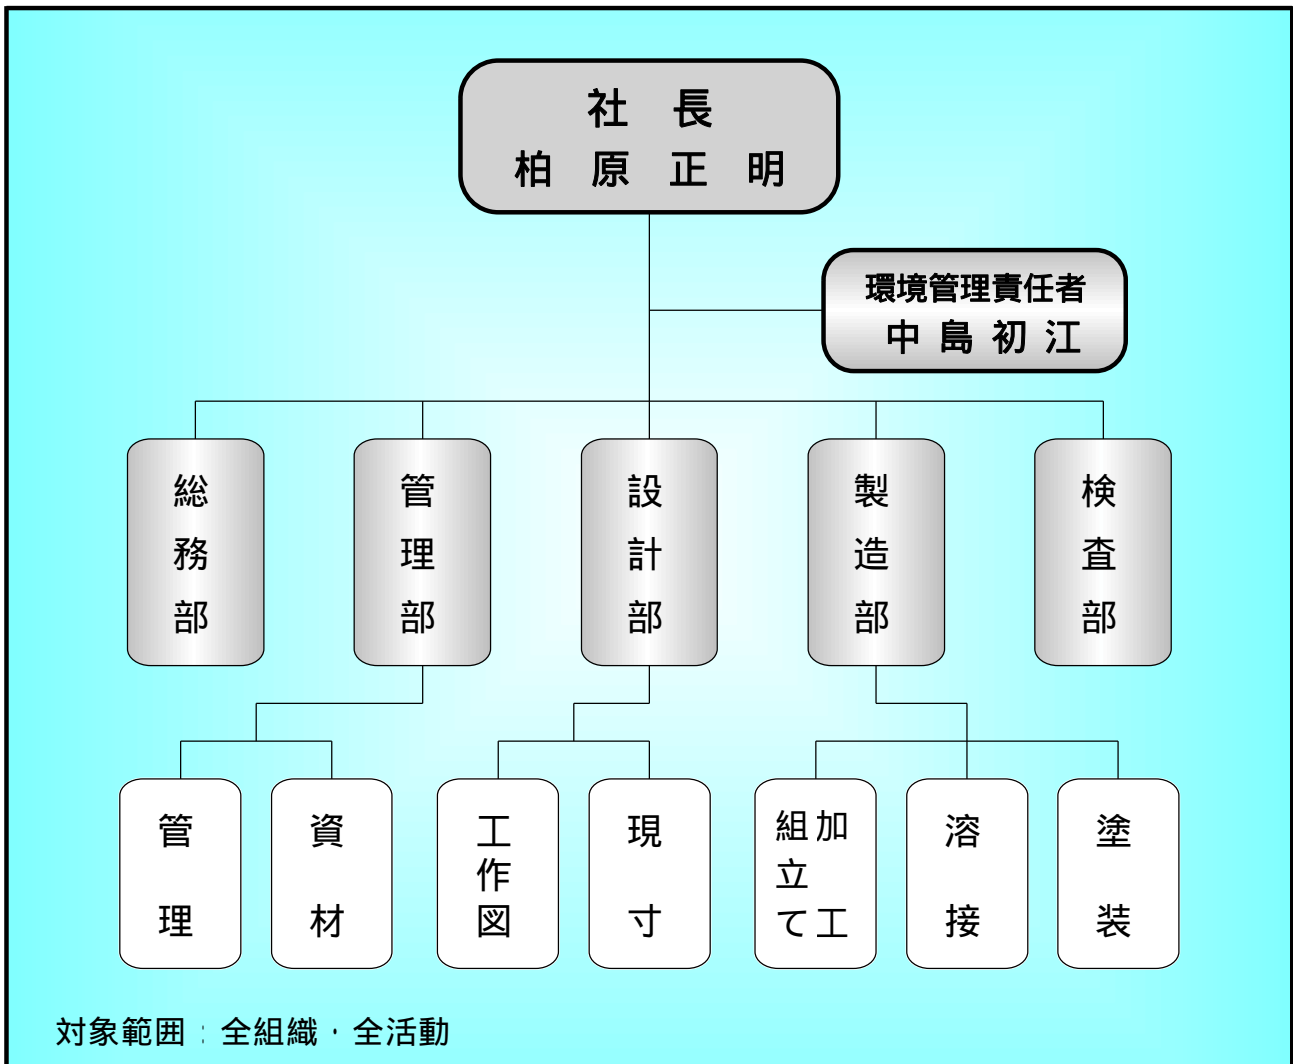 社長
柏原正明
環境管理責任者
中島初江
総務部
管理部
設計部
製造部
検査部
管理
資材
工作図
現寸
加工
組立て
溶接
塗装
対象範囲:全組織・全活動